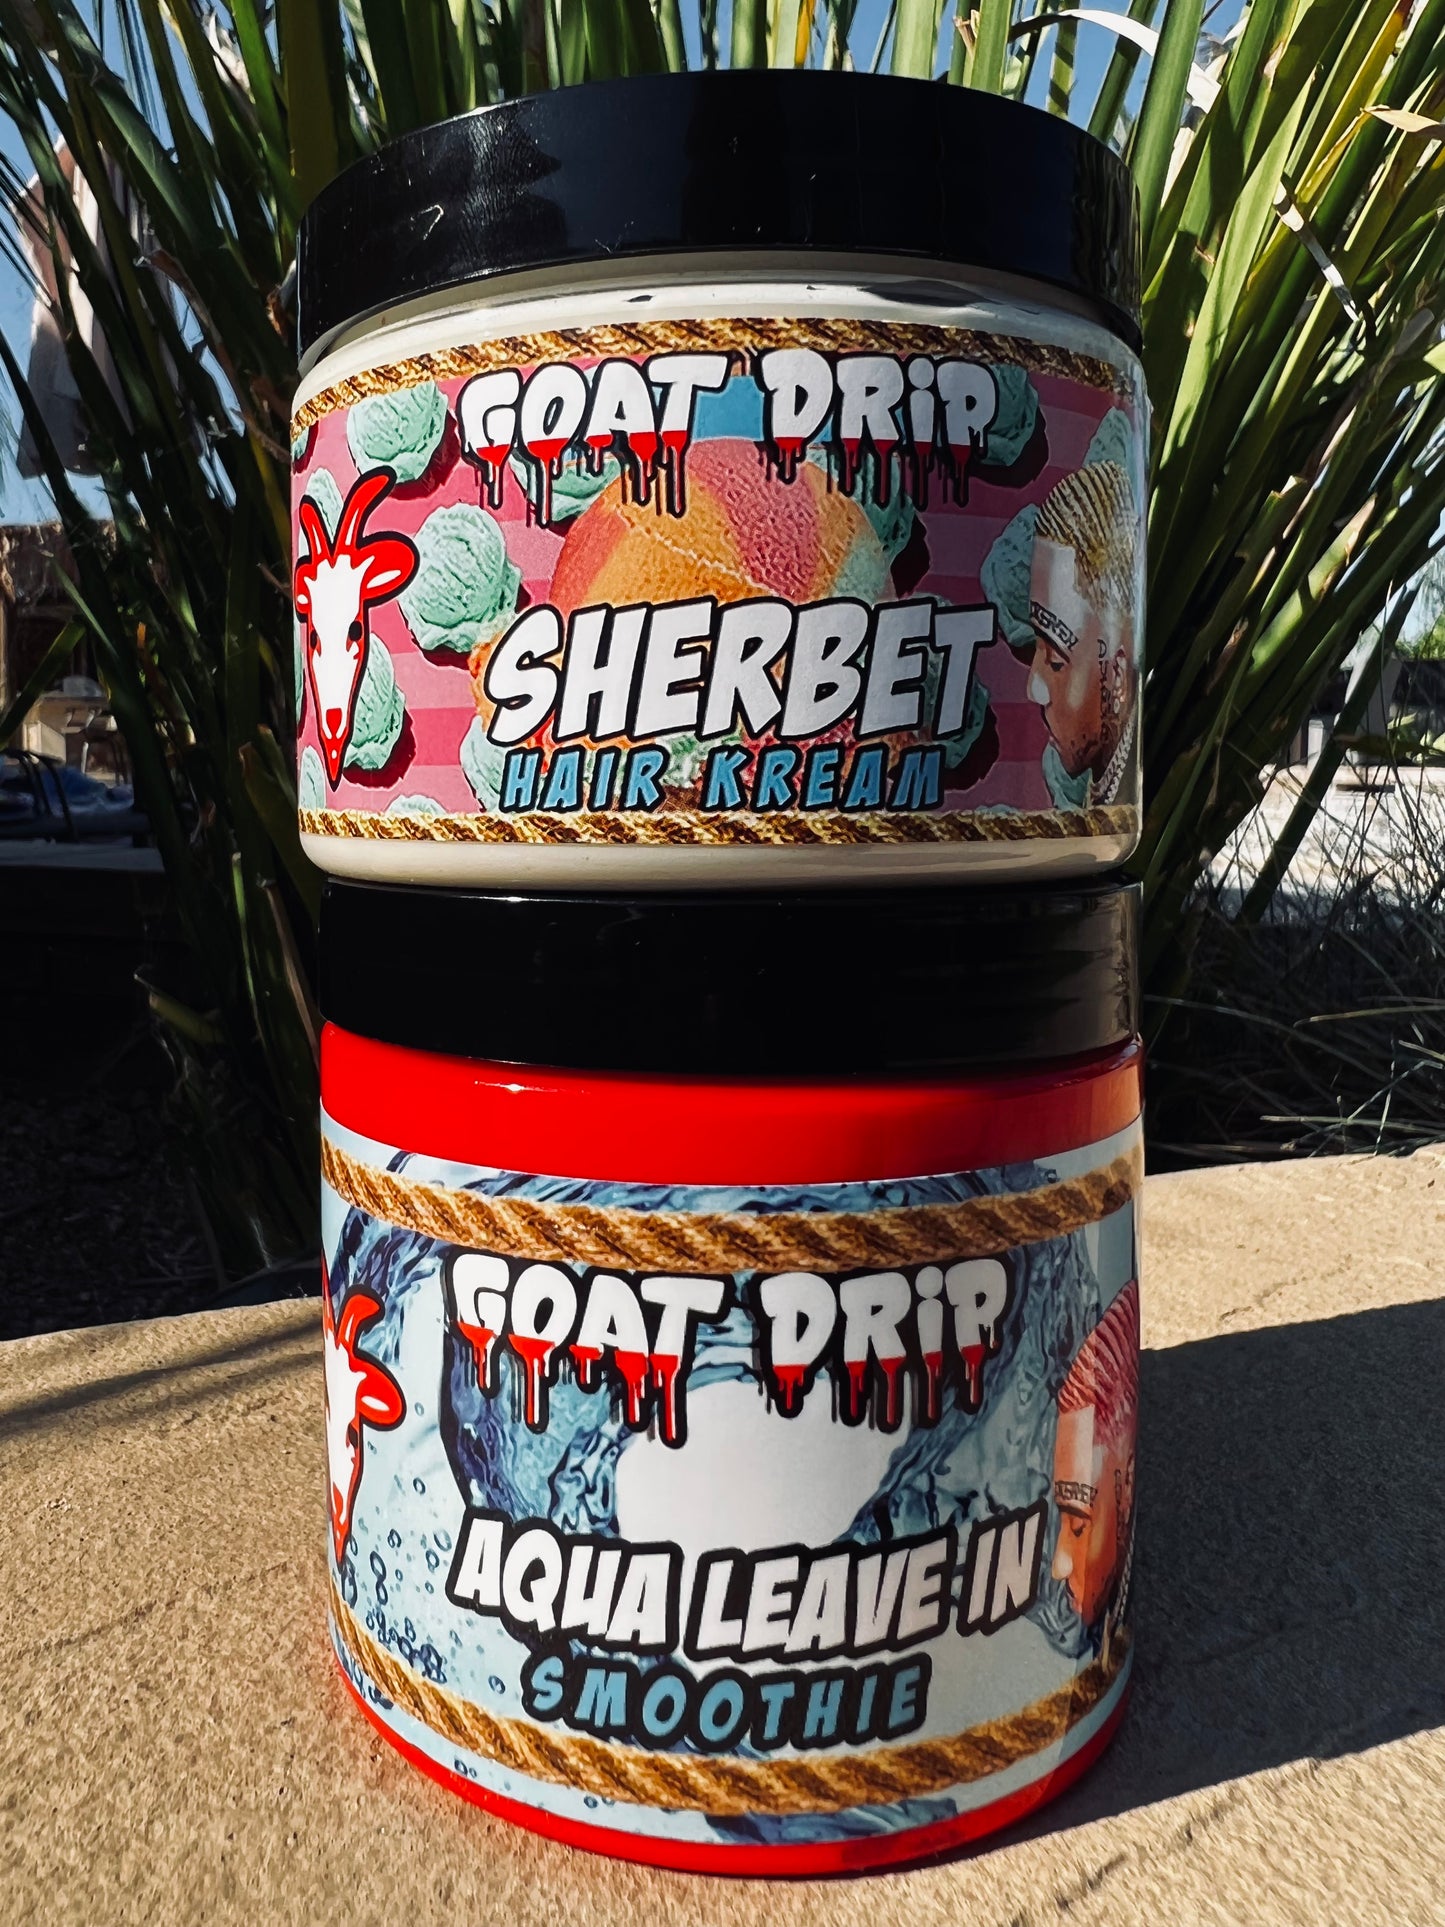 GOAT DRiP
SHERBET
HAIR KREAM
GOAT DRiP
AQUA LEAVE IN
SMOOTHIE